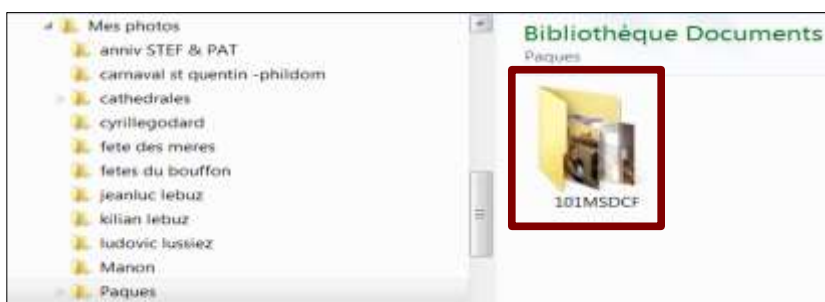 Mes photos
anniv STEF & PAT
carnaval st quentin -phildom
cathedrales
cyrillegodard
fete des meres
fetes du bouffon
jeanluc lebuz
kilian lebuz
ludovic lussiez
Manon
Paques
Bibliothèque Documents
Paques
101MSDCF